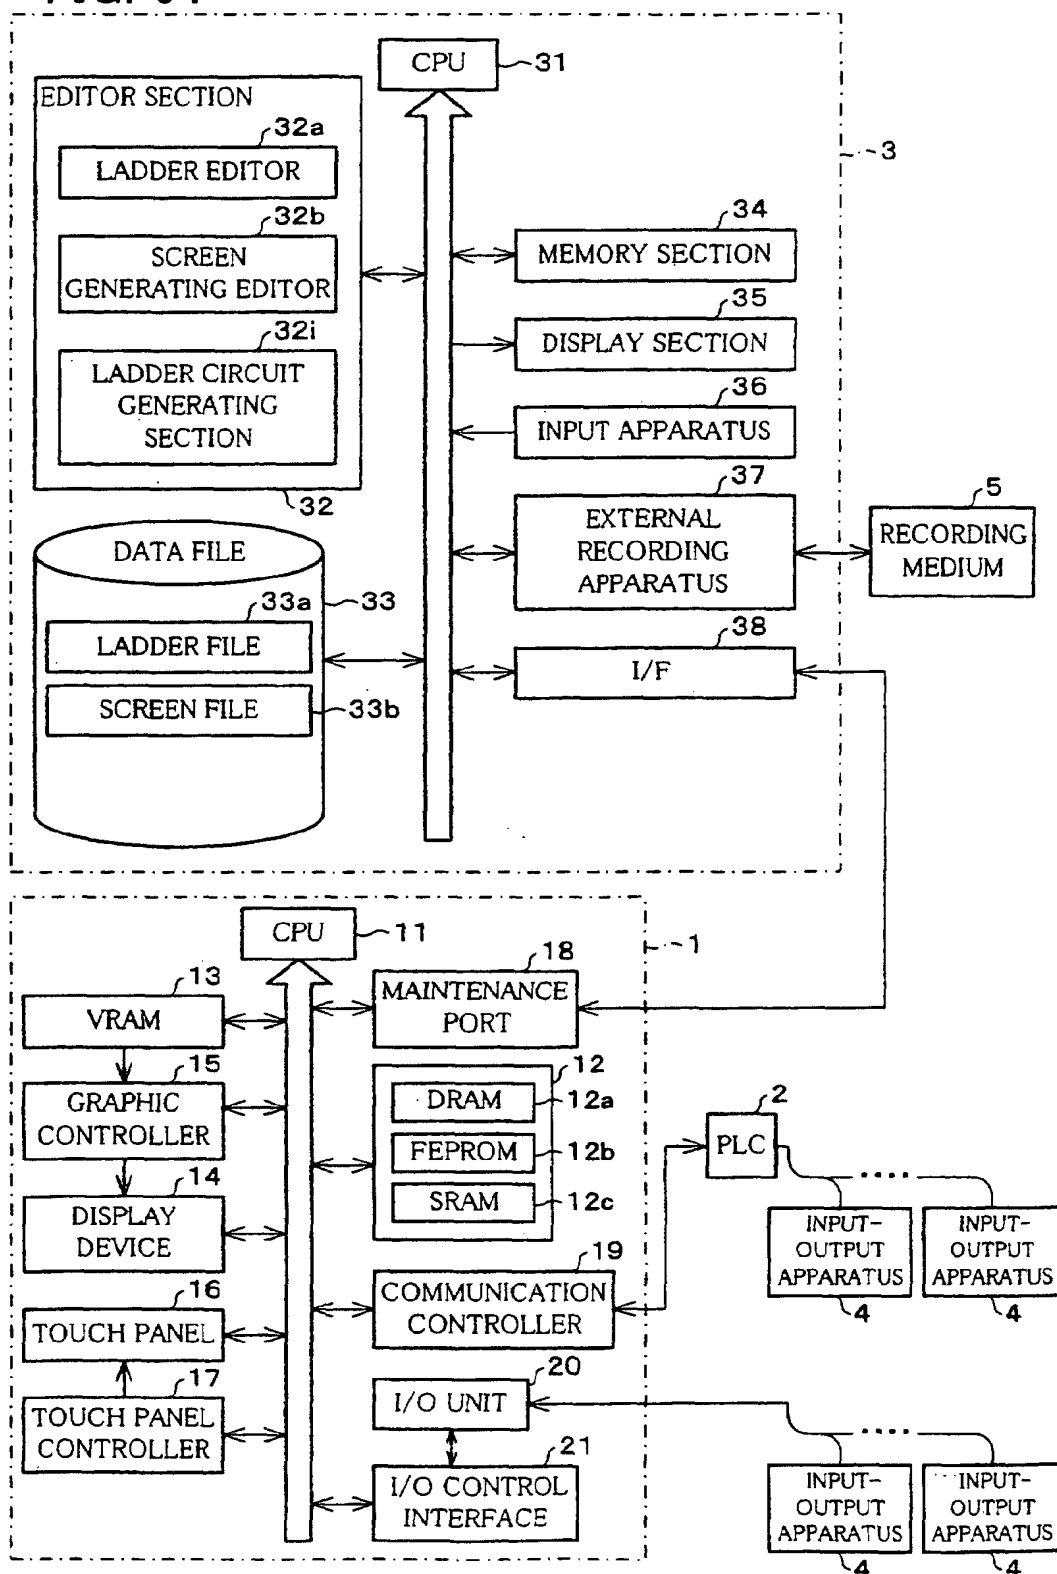 CPU
31
EDITOR SECTION
32a
LADDER EDITOR
3
32b
SCREEN
GENERATING EDITOR
34
MEMORY SECTION
32i
LADDER CIRCUIT
GENERATING
SECTION
35
DISPLAY SECTION
36
INPUT APPARATUS
32
37
EXTERNAL
RECORDING
APPARATUS
5
RECORDING
MEDIUM
DATA FILE
33a
33
LADDER FILE
38
I/F
SCREEN FILE
33b
CPU
11
1
13
VRAM
18
MAINTENANCE
PORT
15
GRAPHIC
CONTROLLER
12
DRAM
12a
FEPROM
12b
SRAM
12c
2
PLC
14
DISPLAY
DEVICE
INPUT-
OUTPUT
APPARATUS
4
INPUT-
OUTPUT
APPARATUS
4
19
COMMUNICATION
CONTROLLER
16
TOUCH PANEL
17
TOUCH PANEL
CONTROLLER
20
I/O UNIT
21
I/O CONTROL
INTERFACE
INPUT-
OUTPUT
APPARATUS
4
INPUT-
OUTPUT
APPARATUS
4